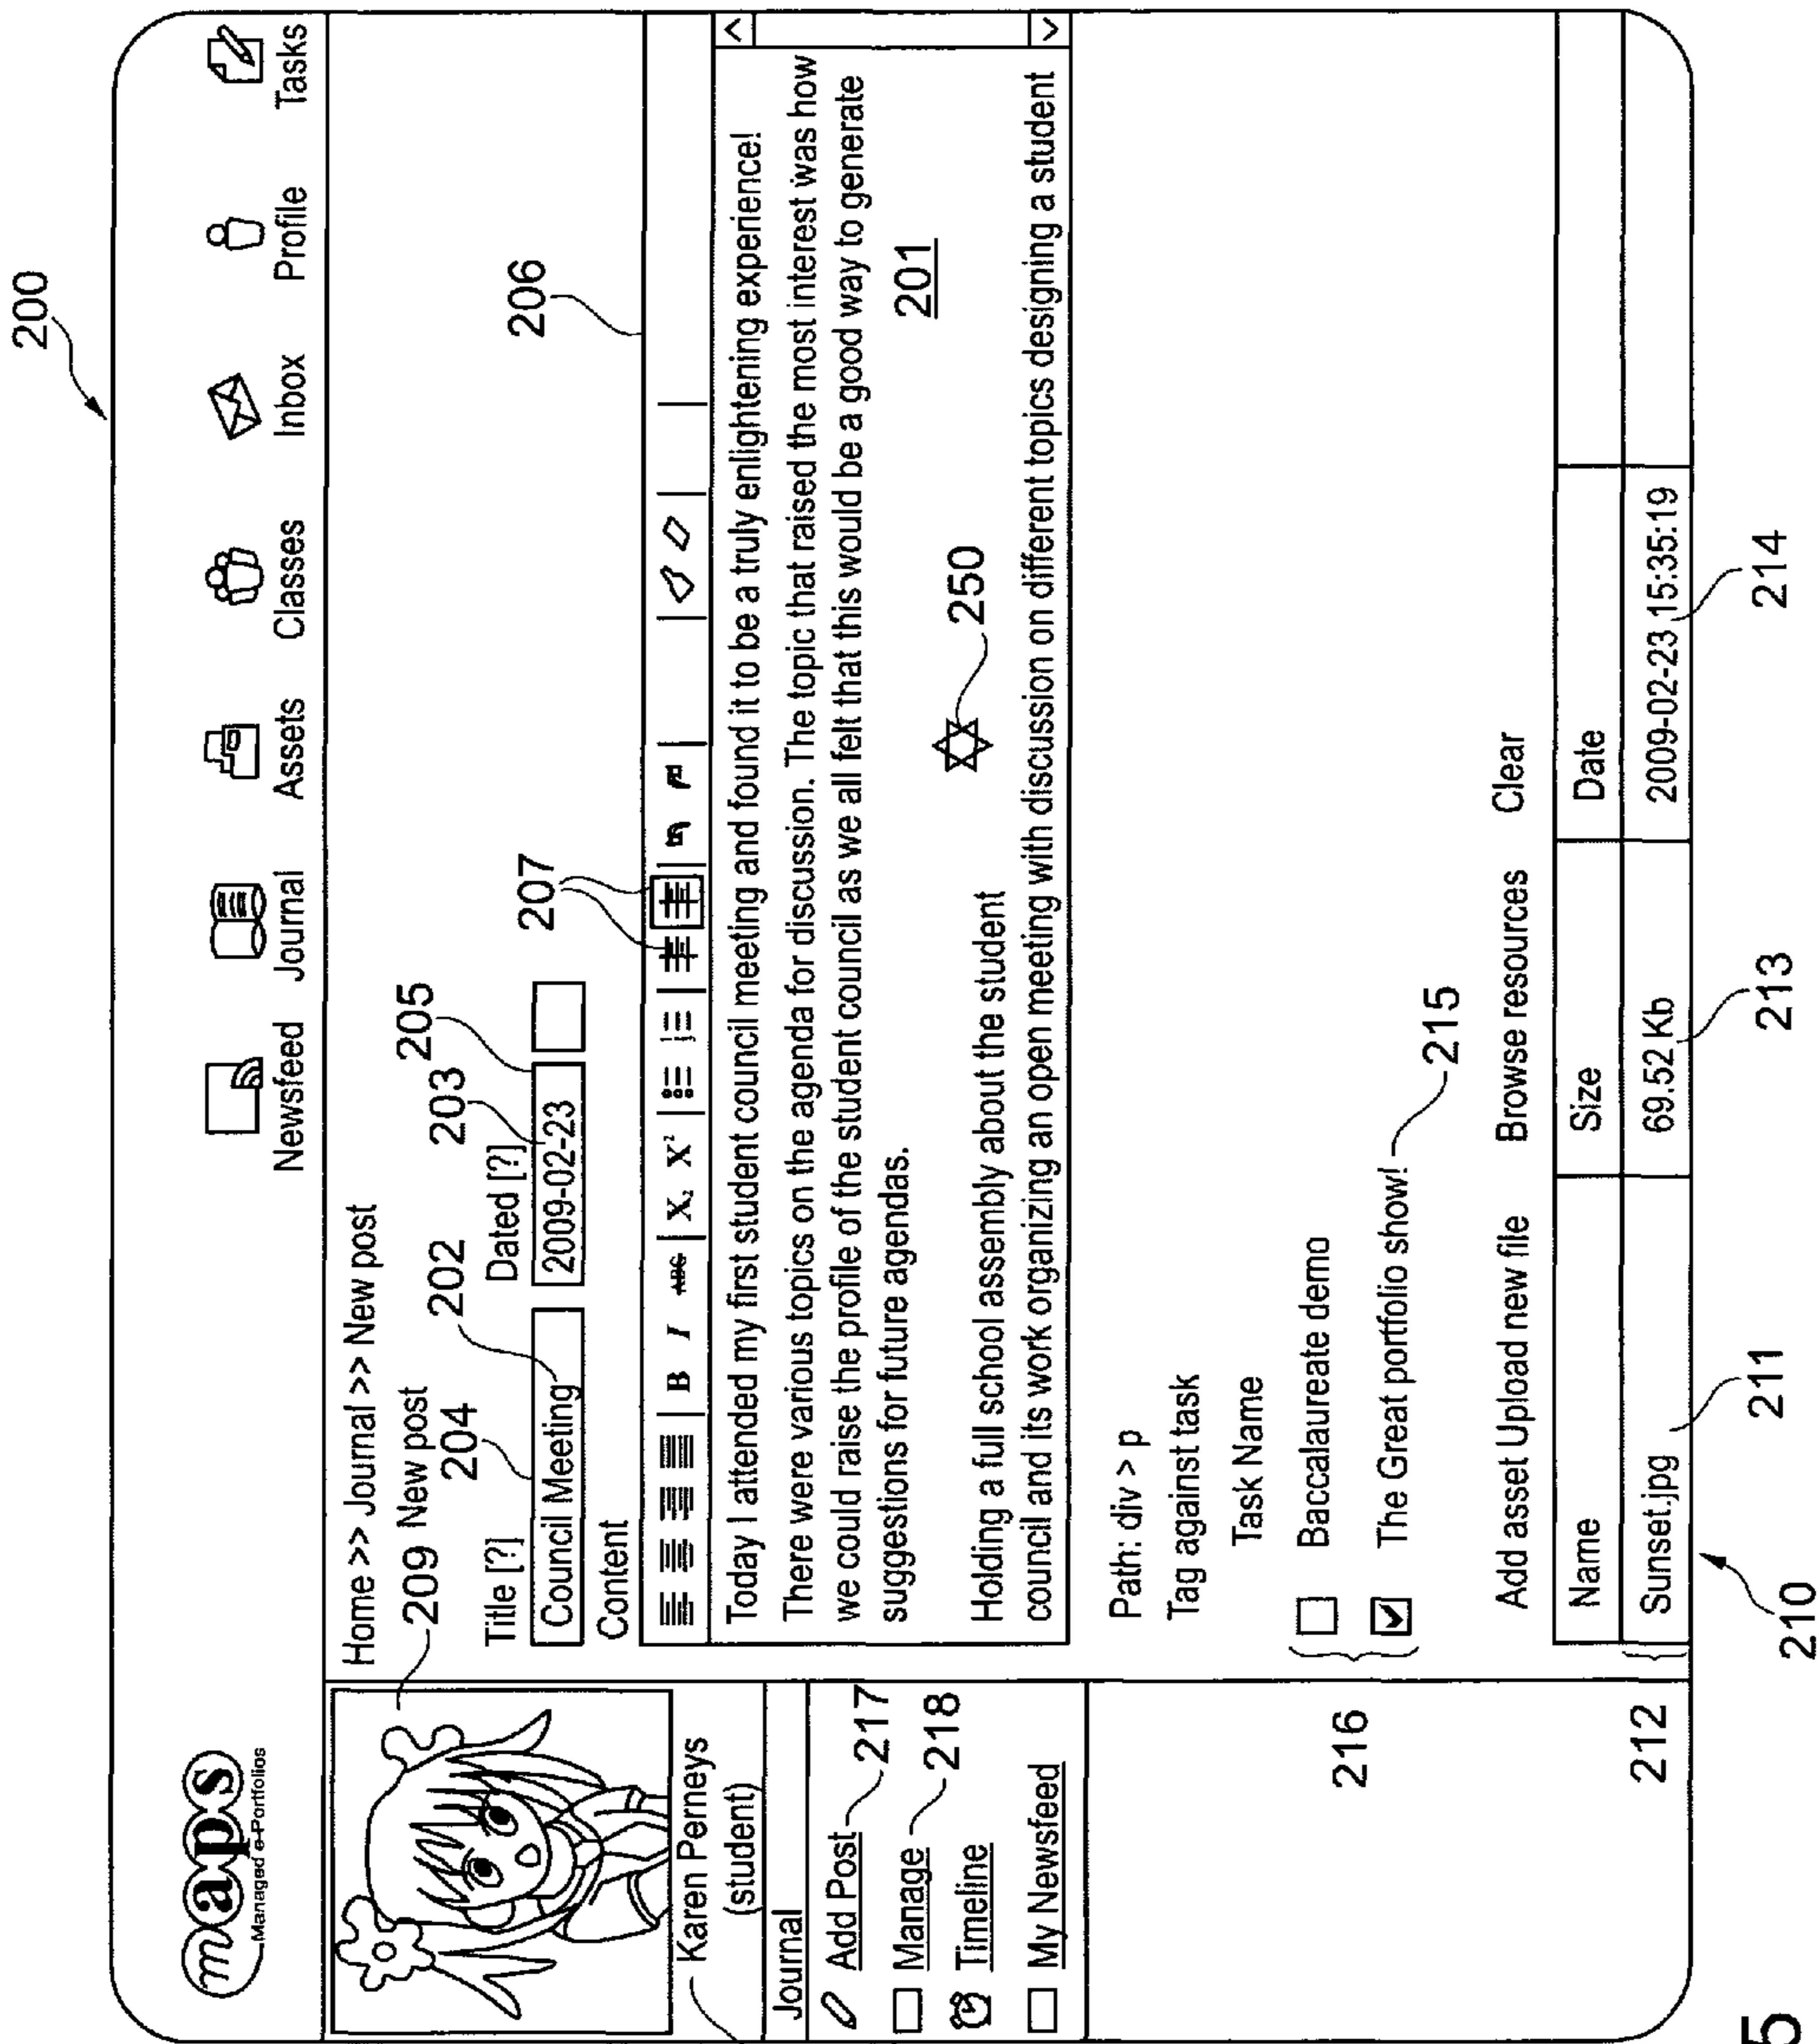 200
maps
Managed e-Portfolios
Newsfeed Journal Assets Classes Inbox Profile Tasks
Home >> Journal >> New post
209 New post
204 202 203 205
Title [?] Dated [?]
Council Meeting 2009-02-23
Content
207 206
B I ABC X₂ X²
Today I attended my first student council meeting and found it to be a truly enlightening experience!
There were various topics on the agenda for discussion. The topic that raised the most interest was how
we could raise the profile of the student council as we all felt that this would be a good way to generate
suggestions for future agendas.
201
250
Holding a full school assembly about the student
council and its work organizing an open meeting with discussion on different topics designing a student
Karen Perneys
(student)
Journal
Add Post 217
Manage 218
Timeline
My Newsfeed
Path: div > p
Tag against task
Task Name
216
Baccalaureate demo
The Great portfolio show! 215
Add asset Upload new file Browse resources Clear
Name Size Date
212
Sunset.jpg 69.52 Kb 2009-02-23 15:35:19
210 211 213 214
5